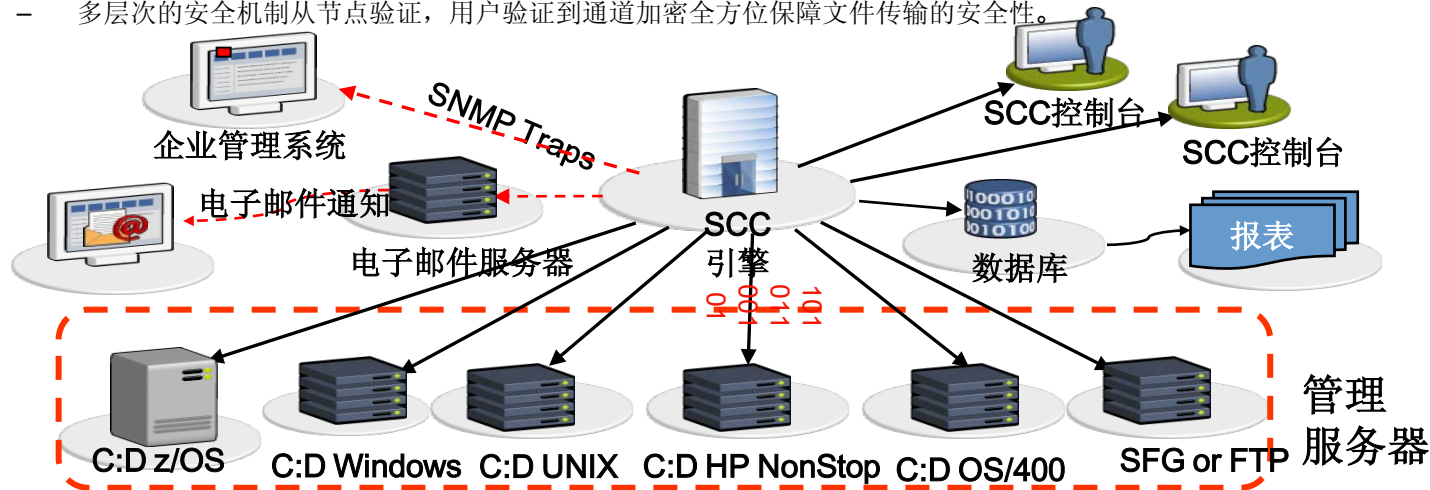 – 多层次的安全机制从节点验证，用户验证到通道加密全方位保障文件传输的安全性。
SNMP Traps
企业管理系统
SCC控制台
SCC控制台
电子邮件通知
电子邮件服务器
SCC
引擎
数据库
100010
001010
010100
报表
101
011
001
01
管理
服务器
C:D z/OS
C:D Windows
C:D UNIX
C:D HP NonStop
C:D OS/400
SFG or FTP